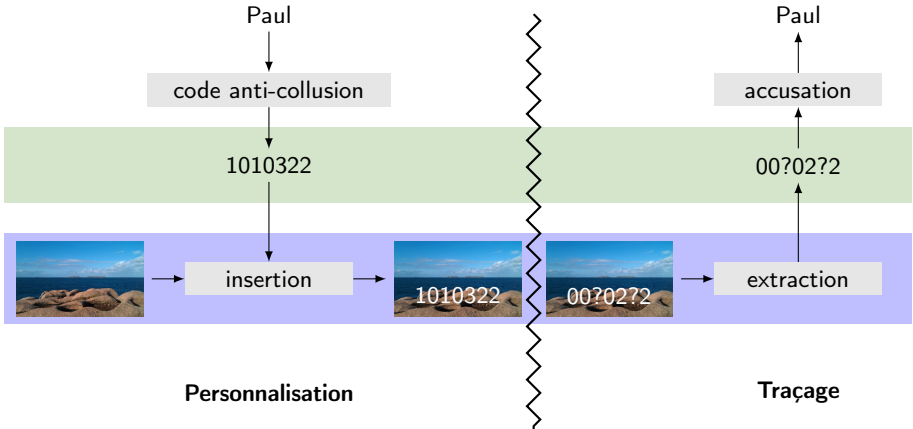 Paul
code anti-collusion
1010322
insertion
1010322
Personnalisation
Paul
accusation
00?02?2
00?02?2
extraction
Traçage